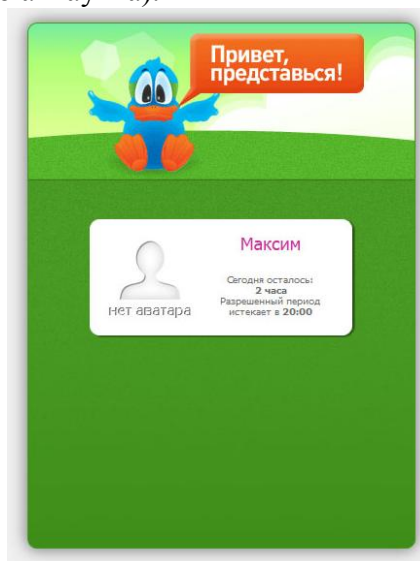 Привет,
представься!
Максим
Сегодня осталось:
2 часа
Разрешенный период
истекает в 20:00
нет аватара